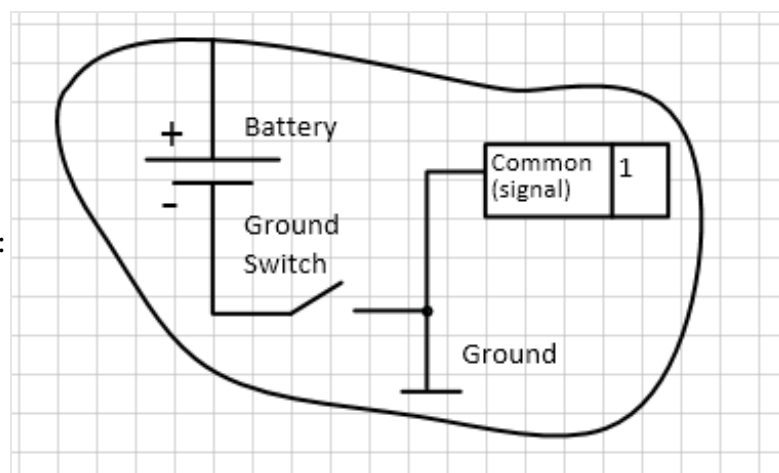 +
Battery
-
Ground
Switch
:
Common
(signal)
1
Ground